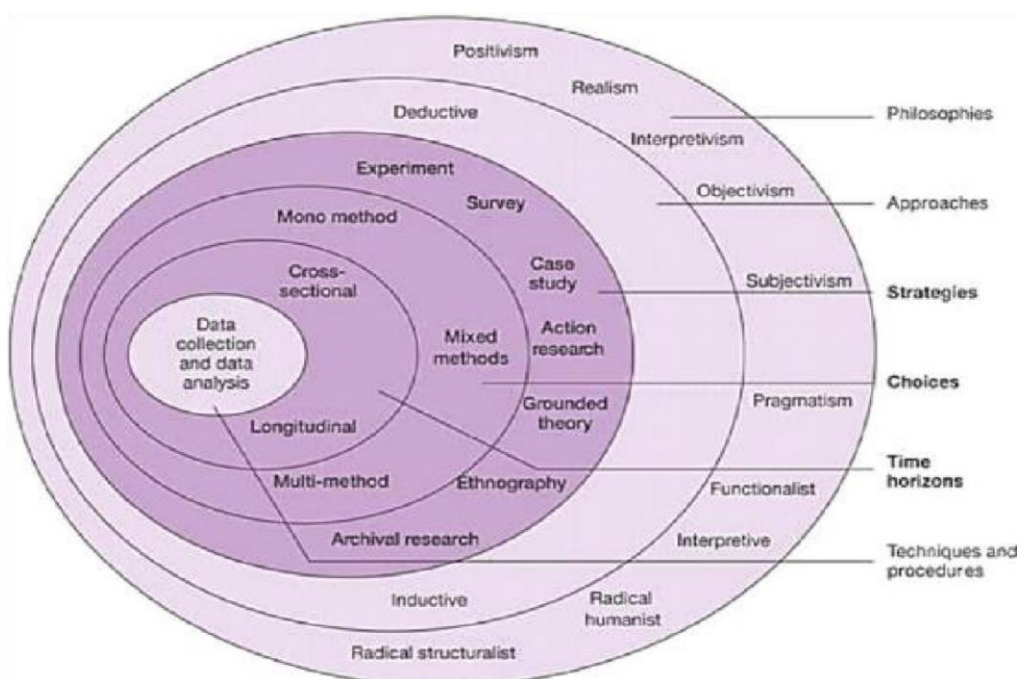 Positivism
Realism
Deductive
Philosophies
Interpretivism
Experiment
Objectivism
Survey
Approaches
Mono method
Case
study
Cross-
sectional
Subjectivism
Strategies
Data
collection
and data
analysis
Action
research
Mixed
methods
Choices
Pragmatism
Grounded
theory
Longitudinal
Time
horizons
Multi-method
Ethnography
Functionalist
Archival research
Interpretive
Techniques and
procedures
Inductive
Radical
humanist
Radical structuralist